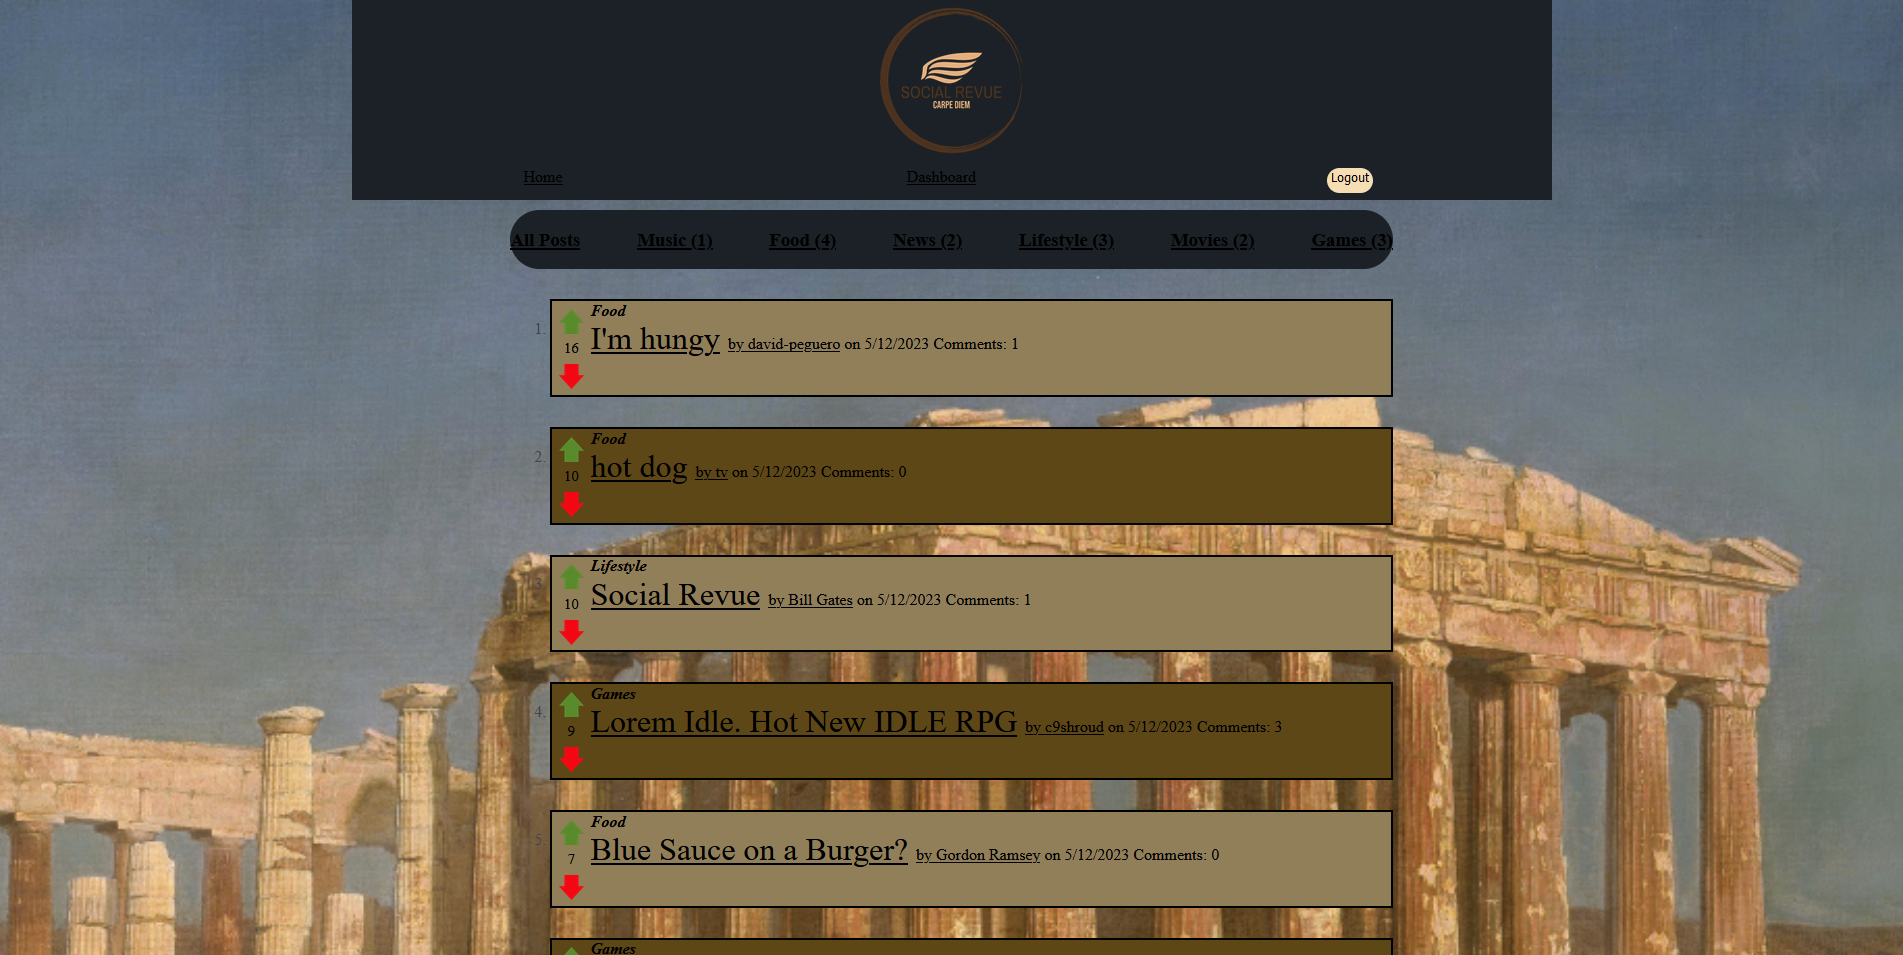 SOCIAL REVUE
CARPE DIEM
Home Dashboard Logout
All Posts Music (1) Food (4) News (2) Lifestyle (3) Movies (2) Games (3)
Food
1. I'm hungy by david-peguero on 5/12/2023 Comments: 1
16
Food
2. hot dog by tv on 5/12/2023 Comments: 0
10
Lifestyle
3. Social Revue by Bill Gates on 5/12/2023 Comments: 1
10
Games
4. Lorem Idle. Hot New IDLE RPG by c9shroud on 5/12/2023 Comments: 3
9
Food
5. Blue Sauce on a Burger? by Gordon Ramsey on 5/12/2023 Comments: 0
7
Games